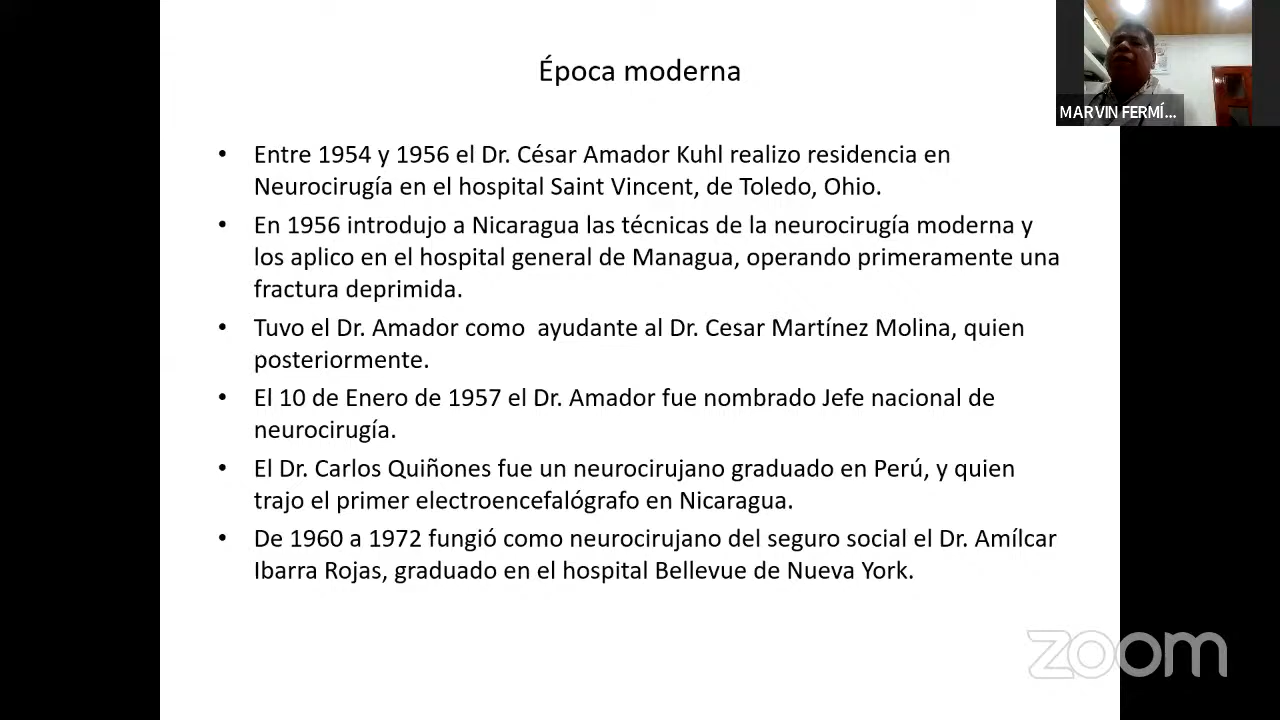 Época moderna
MARVIN FERMÍ...
• Entre 1954 y 1956 el Dr. César Amador Kuhl realizo residencia en
Neurocirugía en el hospital Saint Vincent, de Toledo, Ohio.
• En 1956 introdujo a Nicaragua las técnicas de la neurocirugía moderna y
los aplico en el hospital general de Managua, operando primeramente una
fractura deprimida.
• Tuvo el Dr. Amador como  ayudante al Dr. Cesar Martínez Molina, quien
posteriormente.
• El 10 de Enero de 1957 el Dr. Amador fue nombrado Jefe nacional de
neurocirugía.
• El Dr. Carlos Quiñones fue un neurocirujano graduado en Perú, y quien
trajo el primer electroencefalógrafo en Nicaragua.
• De 1960 a 1972 fungió como neurocirujano del seguro social el Dr. Amílcar
Ibarra Rojas, graduado en el hospital Bellevue de Nueva York.
zoom